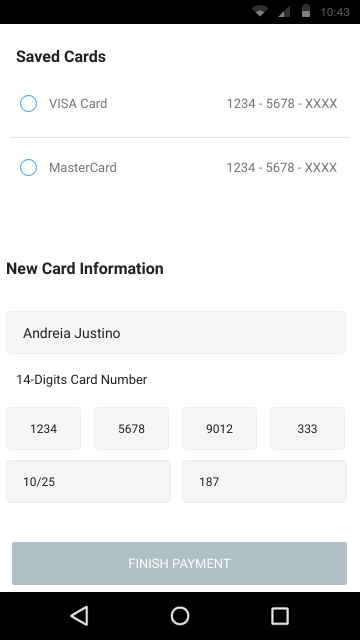 10:43
Saved Cards
VISA Card 1234 - 5678 - XXXX
MasterCard 1234 - 5678 - XXXX
New Card Information
Andreia Justino
14-Digits Card Number
1234 5678 9012 333
10/25 187
FINISH PAYMENT